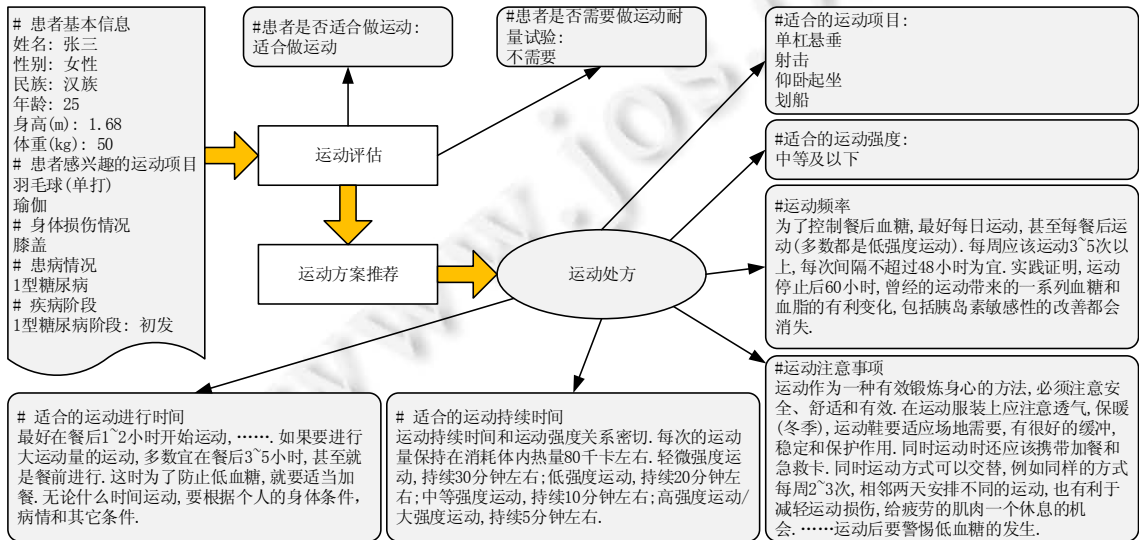 # 患者基本信息
姓名: 张三
性别: 女性
民族: 汉族
年龄: 25
身高(m): 1.68
体重(kg): 50
# 患者感兴趣的运动项目
羽毛球(单打)
瑜伽
# 身体损伤情况
膝盖
# 患病情况
1型糖尿病
# 疾病阶段
1型糖尿病阶段: 初发
#患者是否适合做运动:
适合做运动
#患者是否需要做运动耐
量试验:
不需要
运动评估
运动方案推荐
运动处方
#适合的运动项目:
单杠悬垂
射击
仰卧起坐
划船
#适合的运动强度:
中等及以下
#运动频率
为了控制餐后血糖,最好每日运动,甚至每餐后运
动(多数都是低强度运动).每周应该运动3~5次以
上,每次间隔不超过48小时为宜.实践证明,运动
停止后60小时,曾经的运动带来的一系列血糖和
血脂的有利变化,包括胰岛素敏感性的改善都会
消失.
#运动注意事项
运动作为一种有效锻炼身心的方法,必须注意安
全、舒适和有效.在运动服装上应注意透气,保暖
(冬季),运动鞋要适应场地需要,有很好的缓冲,
稳定和保护作用.同时运动时还应该携带加餐和
急救卡.同时运动方式可以交替,例如同样的方式
每周2~3次,相邻两天安排不同的运动,也有利于
减轻运动损伤,给疲劳的肌肉一个休息的机
会.……运动后要警惕低血糖的发生.
# 适合的运动进行时间
最好在餐后1~2小时开始运动,…….如果要进行
大运动量的运动,多数宜在餐后3~5小时,甚至就
是餐前进行.这时为了防止低血糖,就要适当加
餐.无论什么时间运动,要根据个人的身体条件,
病情和其它条件.
# 适合的运动持续时间
运动持续时间和运动强度关系密切.每次的运动
量保持在消耗体内热量80千卡左右.轻微强度运
动,持续30分钟左右;低强度运动,持续20分钟左
右;中等强度运动,持续10分钟左右;高强度运动/
大强度运动,持续5分钟左右.
www.jos.